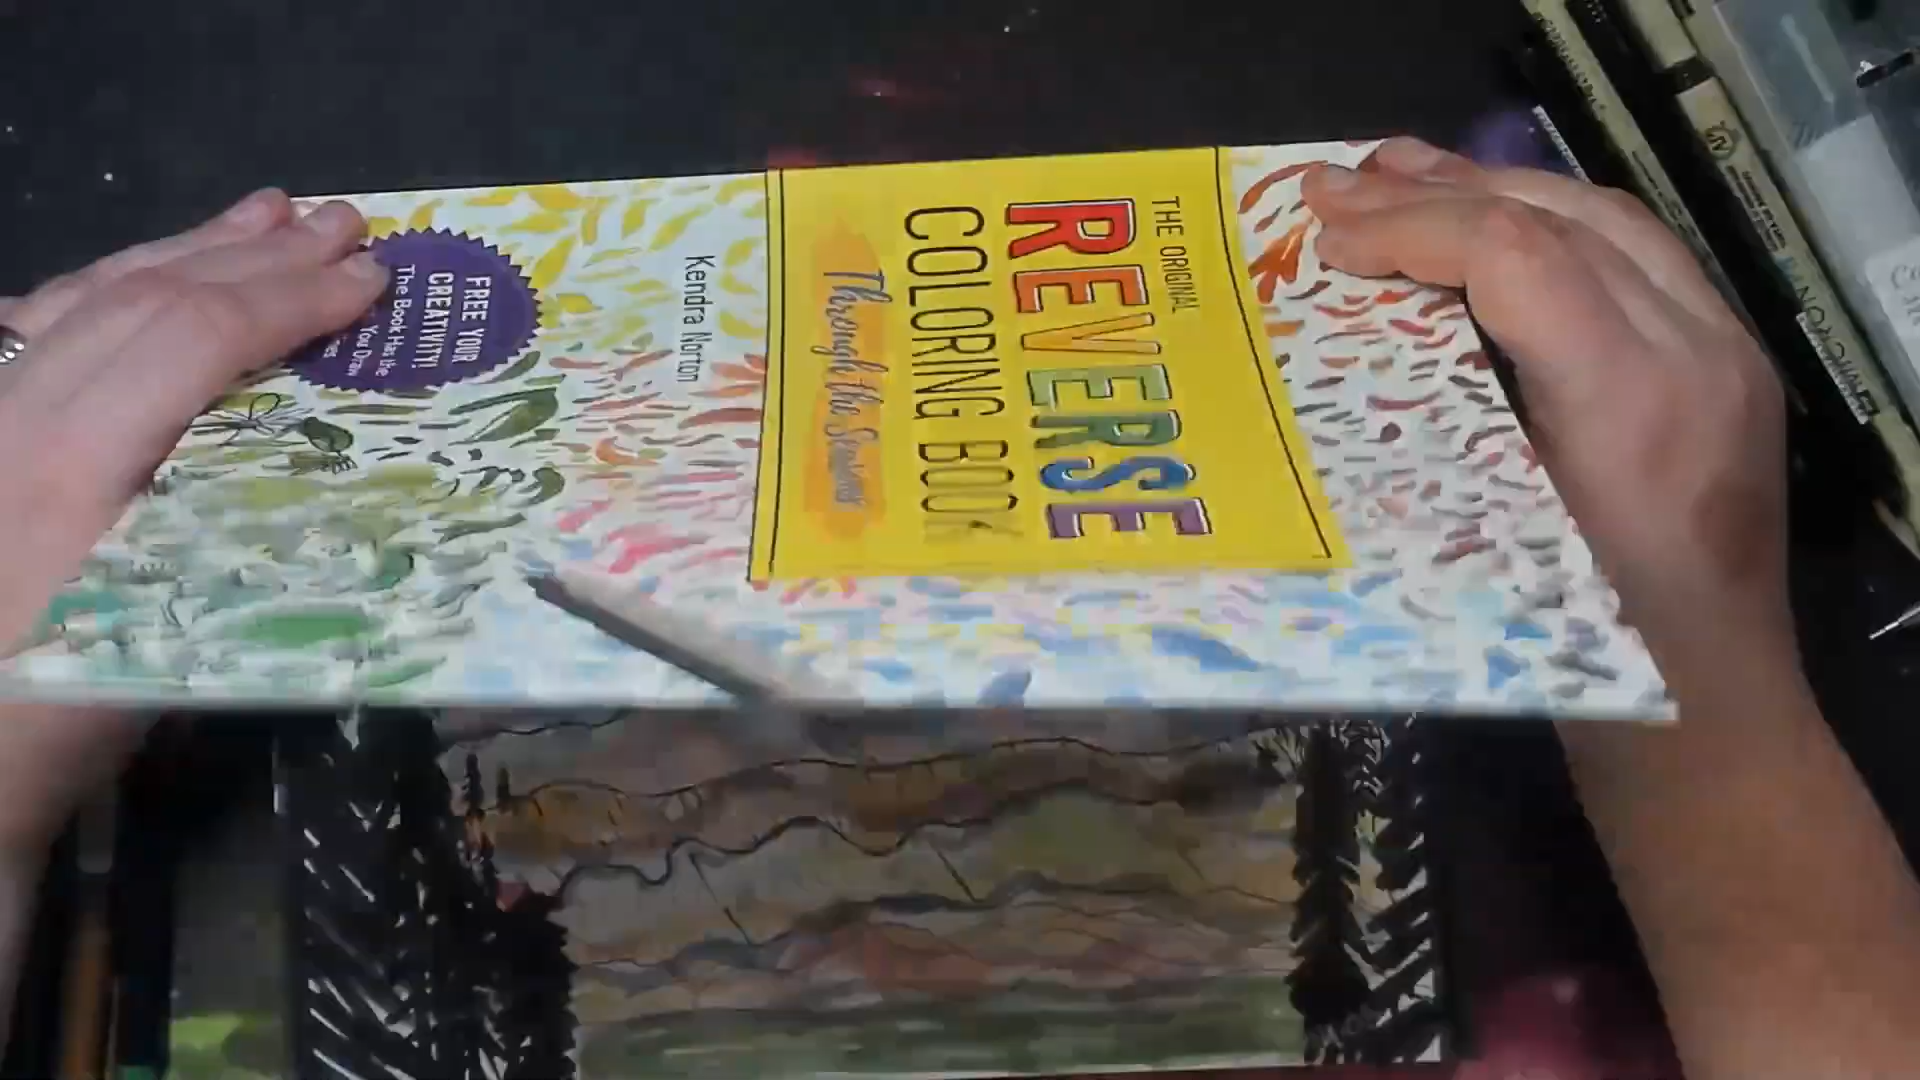 THE ORIGINAL
REVERSE
COLORING BOOK
Through the Seasons
Kendra Norton
FREE YOUR
CREATIVITY!
The Book Has the
You Draw